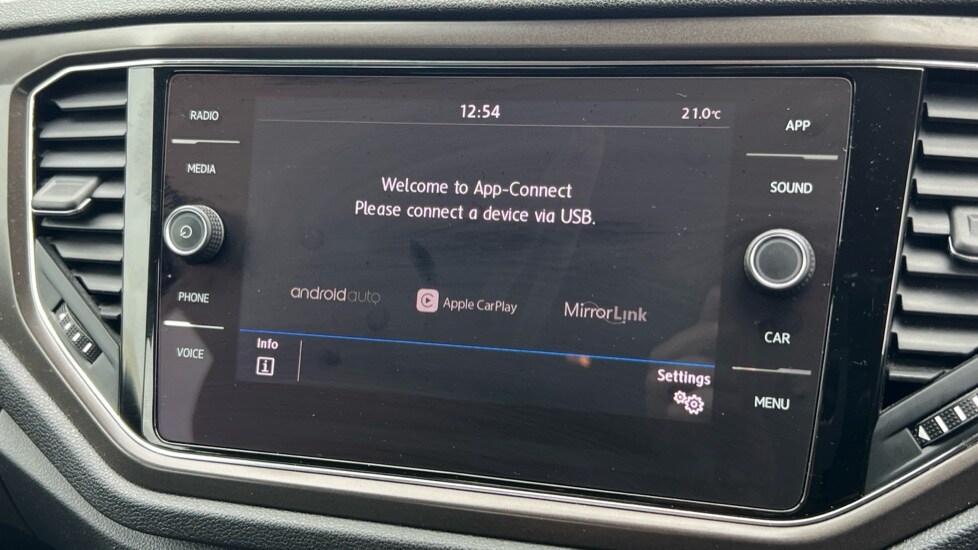 RADIO
MEDIA
PHONE
VOICE
12:54
21.0°C
Welcome to App-Connect
Please connect a device via USB.
androidauto
Apple CarPlay
MirrorLink
Info
i
Settings
APP
SOUND
CAR
MENU